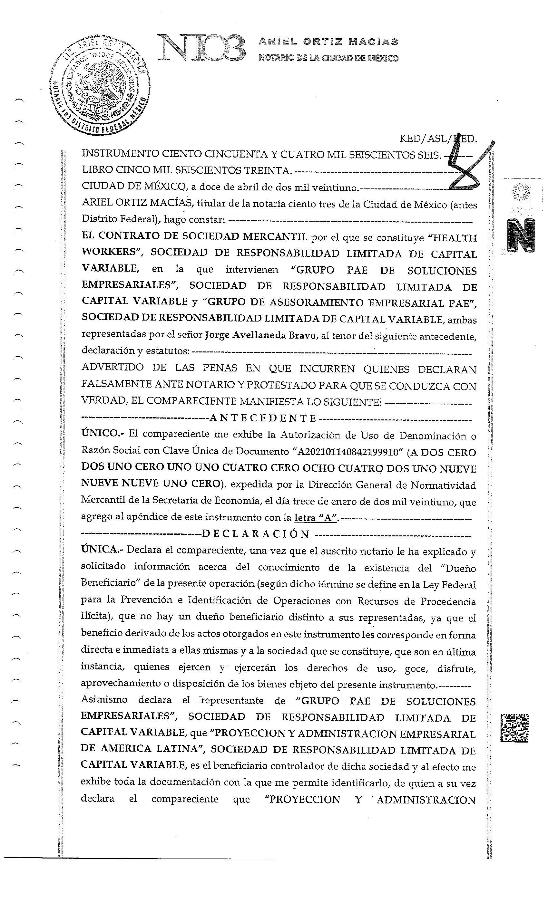 N103 ARIEL ORTIZ MACÍAS
NOTARIO DE LA CIUDAD DE MÉXICO
KED/ASL/ ED.
INSTRUMENTO CIENTO CINCUENTA Y CUATRO MIL SEISCIENTOS SEIS. --------
LIBRO CINCO MIL SEISCIENTOS TREINTA. --------
CIUDAD DE MÉXICO, a doce de abril de dos mil veintiuno. --------
ARIEL ORTIZ MACÍAS, titular de la notaría ciento tres de la Ciudad de México (antes
Distrito Federal), hago constar: --------
EL CONTRATO DE SOCIEDAD MERCANTIL por el que se constituye "HEALTH
WORKERS", SOCIEDAD DE RESPONSABILIDAD LIMITADA DE CAPITAL
VARIABLE, en la que intervienen "GRUPO PAE DE SOLUCIONES
EMPRESARIALES", SOCIEDAD DE RESPONSABILIDAD LIMITADA DE
CAPITAL VARIABLE y "GRUPO DE ASESORAMIENTO EMPRESARIAL PAE",
SOCIEDAD DE RESPONSABILIDAD LIMITADA DE CAPITAL VARIABLE, ambas
representadas por el señor Jorge Avellaneda Bravo, al tenor del siguiente antecedente,
declaración y estatutos: --------
ADVERTIDO DE LAS PENAS EN QUE INCURREN QUIENES DECLARAN
FALSAMENTE ANTE NOTARIO Y PROTESTADO PARA QUE SE CONDUZCA CON
VERDAD, EL COMPARECIENTE MANIFIESTA LO SIGUIENTE: --------
--------A N T E C E D E N T E --------
ÚNICO.- El compareciente me exhibe la Autorización de Uso de Denominación o
Razón Social con Clave Única de Documento "A202101140842199910" (A DOS CERO
DOS UNO CERO UNO UNO CUATRO CERO OCHO CUATRO DOS UNO NUEVE
NUEVE NUEVE UNO CERO), expedida por la Dirección General de Normatividad
Mercantil de la Secretaría de Economía, el día trece de enero de dos mil veintiuno, que
agrego al apéndice de este instrumento con la letra "A". --------
--------D E C L A R A C I Ó N --------
ÚNICA.- Declara el compareciente, una vez que el suscrito notario le ha explicado y
solicitado información acerca del conocimiento de la existencia del "Dueño
Beneficiario" de la presente operación (según dicho término se define en la Ley Federal
para la Prevención e Identificación de Operaciones con Recursos de Procedencia
Ilícita), que no hay un dueño beneficiario distinto a sus representadas, ya que el
beneficio derivado de los actos otorgados en este instrumento les corresponde en forma
directa e inmediata a ellas mismas y a la sociedad que se constituye, que son en última
instancia, quienes ejercen y ejercerán los derechos de uso, goce, disfrute,
aprovechamiento o disposición de los bienes objeto del presente instrumento.--------
Asimismo declara el representante de "GRUPO PAE DE SOLUCIONES
EMPRESARIALES", SOCIEDAD DE RESPONSABILIDAD LIMITADA DE
CAPITAL VARIABLE, que "PROYECCION Y ADMINISTRACION EMPRESARIAL
DE AMERICA LATINA", SOCIEDAD DE RESPONSABILIDAD LIMITADA DE
CAPITAL VARIABLE, es el beneficiario controlador de dicha sociedad y al efecto me
exhibe toda la documentación con la que me permite identificarlo, de quien a su vez
declara el compareciente que "PROYECCION Y ADMINISTRACION
N